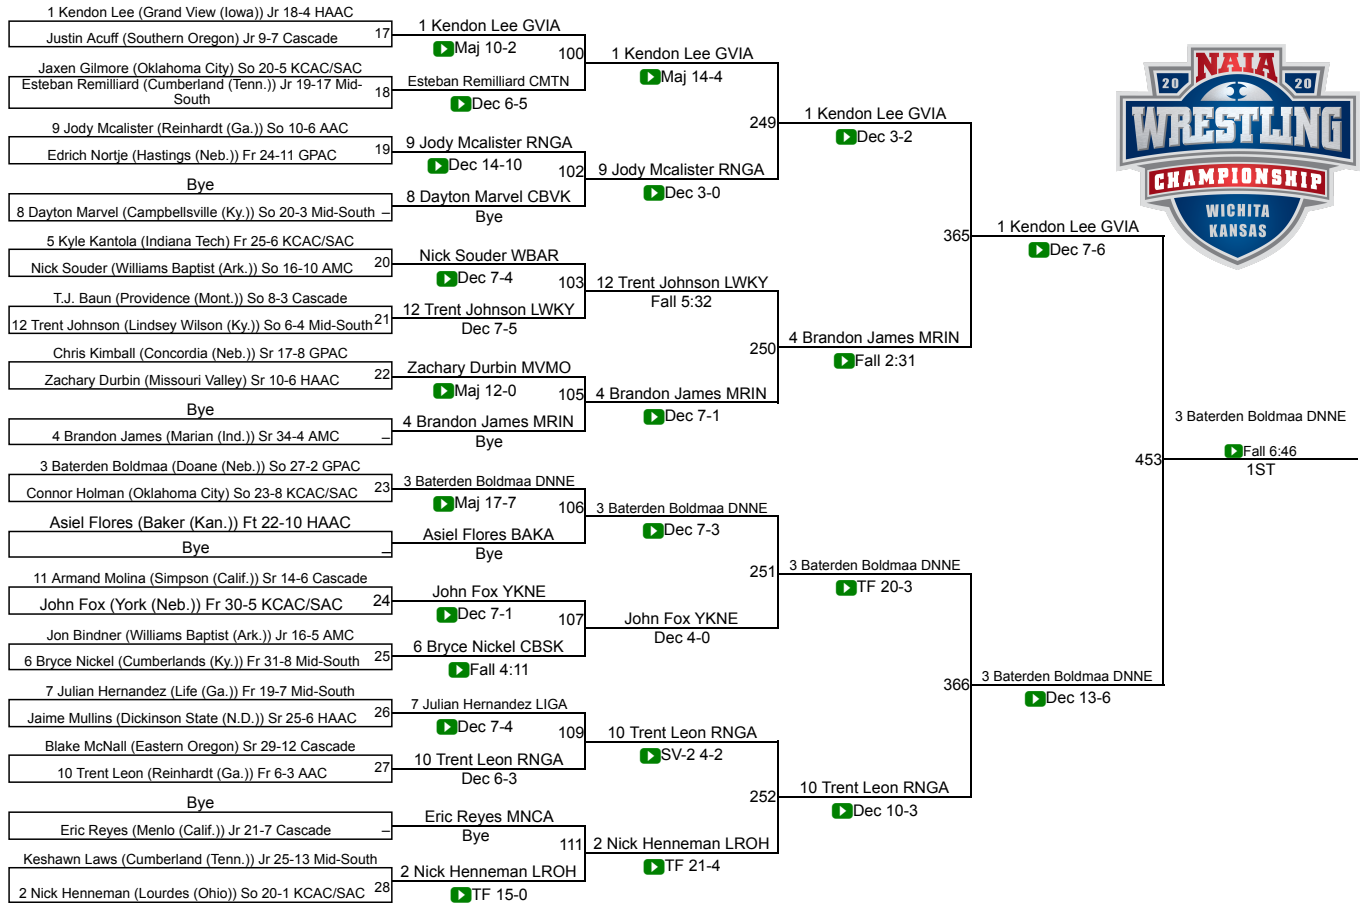 1 Kendon Lee (Grand View (Iowa)) Jr 18-4 HAAC
Justin Acuff (Southern Oregon) Jr 9-7 Cascade
17
Jaxen Gilmore (Oklahoma City) So 20-5 KCAC/SAC
Esteban Remilliard (Cumberland (Tenn.)) Jr 19-17 Mid-
South
18
9 Jody Mcalister (Reinhardt (Ga.)) So 10-6 AAC
Edrich Nortje (Hastings (Neb.)) Fr 24-11 GPAC
19
Bye
8 Dayton Marvel (Campbellsville (Ky.)) So 20-3 Mid-South
–
5 Kyle Kantola (Indiana Tech) Fr 25-6 KCAC/SAC
Nick Souder (Williams Baptist (Ark.)) So 16-10 AMC
20
T.J. Baun (Providence (Mont.)) So 8-3 Cascade
12 Trent Johnson (Lindsey Wilson (Ky.)) So 6-4 Mid-South
21
Chris Kimball (Concordia (Neb.)) Sr 17-8 GPAC
Zachary Durbin (Missouri Valley) Sr 10-6 HAAC
22
Bye
4 Brandon James (Marian (Ind.)) Sr 34-4 AMC
–
3 Baterden Boldmaa (Doane (Neb.)) So 27-2 GPAC
Connor Holman (Oklahoma City) So 23-8 KCAC/SAC
23
Asiel Flores (Baker (Kan.)) Ft 22-10 HAAC
Bye
–
11 Armand Molina (Simpson (Calif.)) Sr 14-6 Cascade
John Fox (York (Neb.)) Fr 30-5 KCAC/SAC
24
Jon Bindner (Williams Baptist (Ark.)) Jr 16-5 AMC
6 Bryce Nickel (Cumberlands (Ky.)) Fr 31-8 Mid-South
25
7 Julian Hernandez (Life (Ga.)) Fr 19-7 Mid-South
Jaime Mullins (Dickinson State (N.D.)) Sr 25-6 HAAC
26
Blake McNall (Eastern Oregon) Sr 29-12 Cascade
10 Trent Leon (Reinhardt (Ga.)) Fr 6-3 AAC
27
Bye
Eric Reyes (Menlo (Calif.)) Jr 21-7 Cascade
–
Keshawn Laws (Cumberland (Tenn.)) Jr 25-13 Mid-South
2 Nick Henneman (Lourdes (Ohio)) So 20-1 KCAC/SAC
28
1 Kendon Lee GVIA
Maj 10-2
100
Esteban Remilliard CMTN
Dec 6-5
9 Jody Mcalister RNGA
Dec 14-10
102
8 Dayton Marvel CBVK
Bye
Nick Souder WBAR
Dec 7-4
103
12 Trent Johnson LWKY
Dec 7-5
Zachary Durbin MVMO
Maj 12-0
105
4 Brandon James MRIN
Bye
3 Baterden Boldmaa DNNE
Maj 17-7
106
Asiel Flores BAKA
Bye
John Fox YKNE
Dec 7-1
107
6 Bryce Nickel CBSK
Fall 4:11
7 Julian Hernandez LIGA
Dec 7-4
109
10 Trent Leon RNGA
Dec 6-3
Eric Reyes MNCA
Bye
111
2 Nick Henneman LROH
TF 15-0
1 Kendon Lee GVIA
Maj 14-4
249
9 Jody Mcalister RNGA
Dec 3-0
12 Trent Johnson LWKY
Fall 5:32
250
4 Brandon James MRIN
Dec 7-1
3 Baterden Boldmaa DNNE
Dec 7-3
251
John Fox YKNE
Dec 4-0
10 Trent Leon RNGA
SV-2 4-2
252
2 Nick Henneman LROH
TF 21-4
1 Kendon Lee GVIA
Dec 3-2
365
4 Brandon James MRIN
Fall 2:31
3 Baterden Boldmaa DNNE
TF 20-3
366
10 Trent Leon RNGA
Dec 10-3
1 Kendon Lee GVIA
Dec 7-6
453
3 Baterden Boldmaa DNNE
Dec 13-6
3 Baterden Boldmaa DNNE
Fall 6:46
1ST
NAIA
20 20
WRESTLING
CHAMPIONSHIP
WICHITA
KANSAS